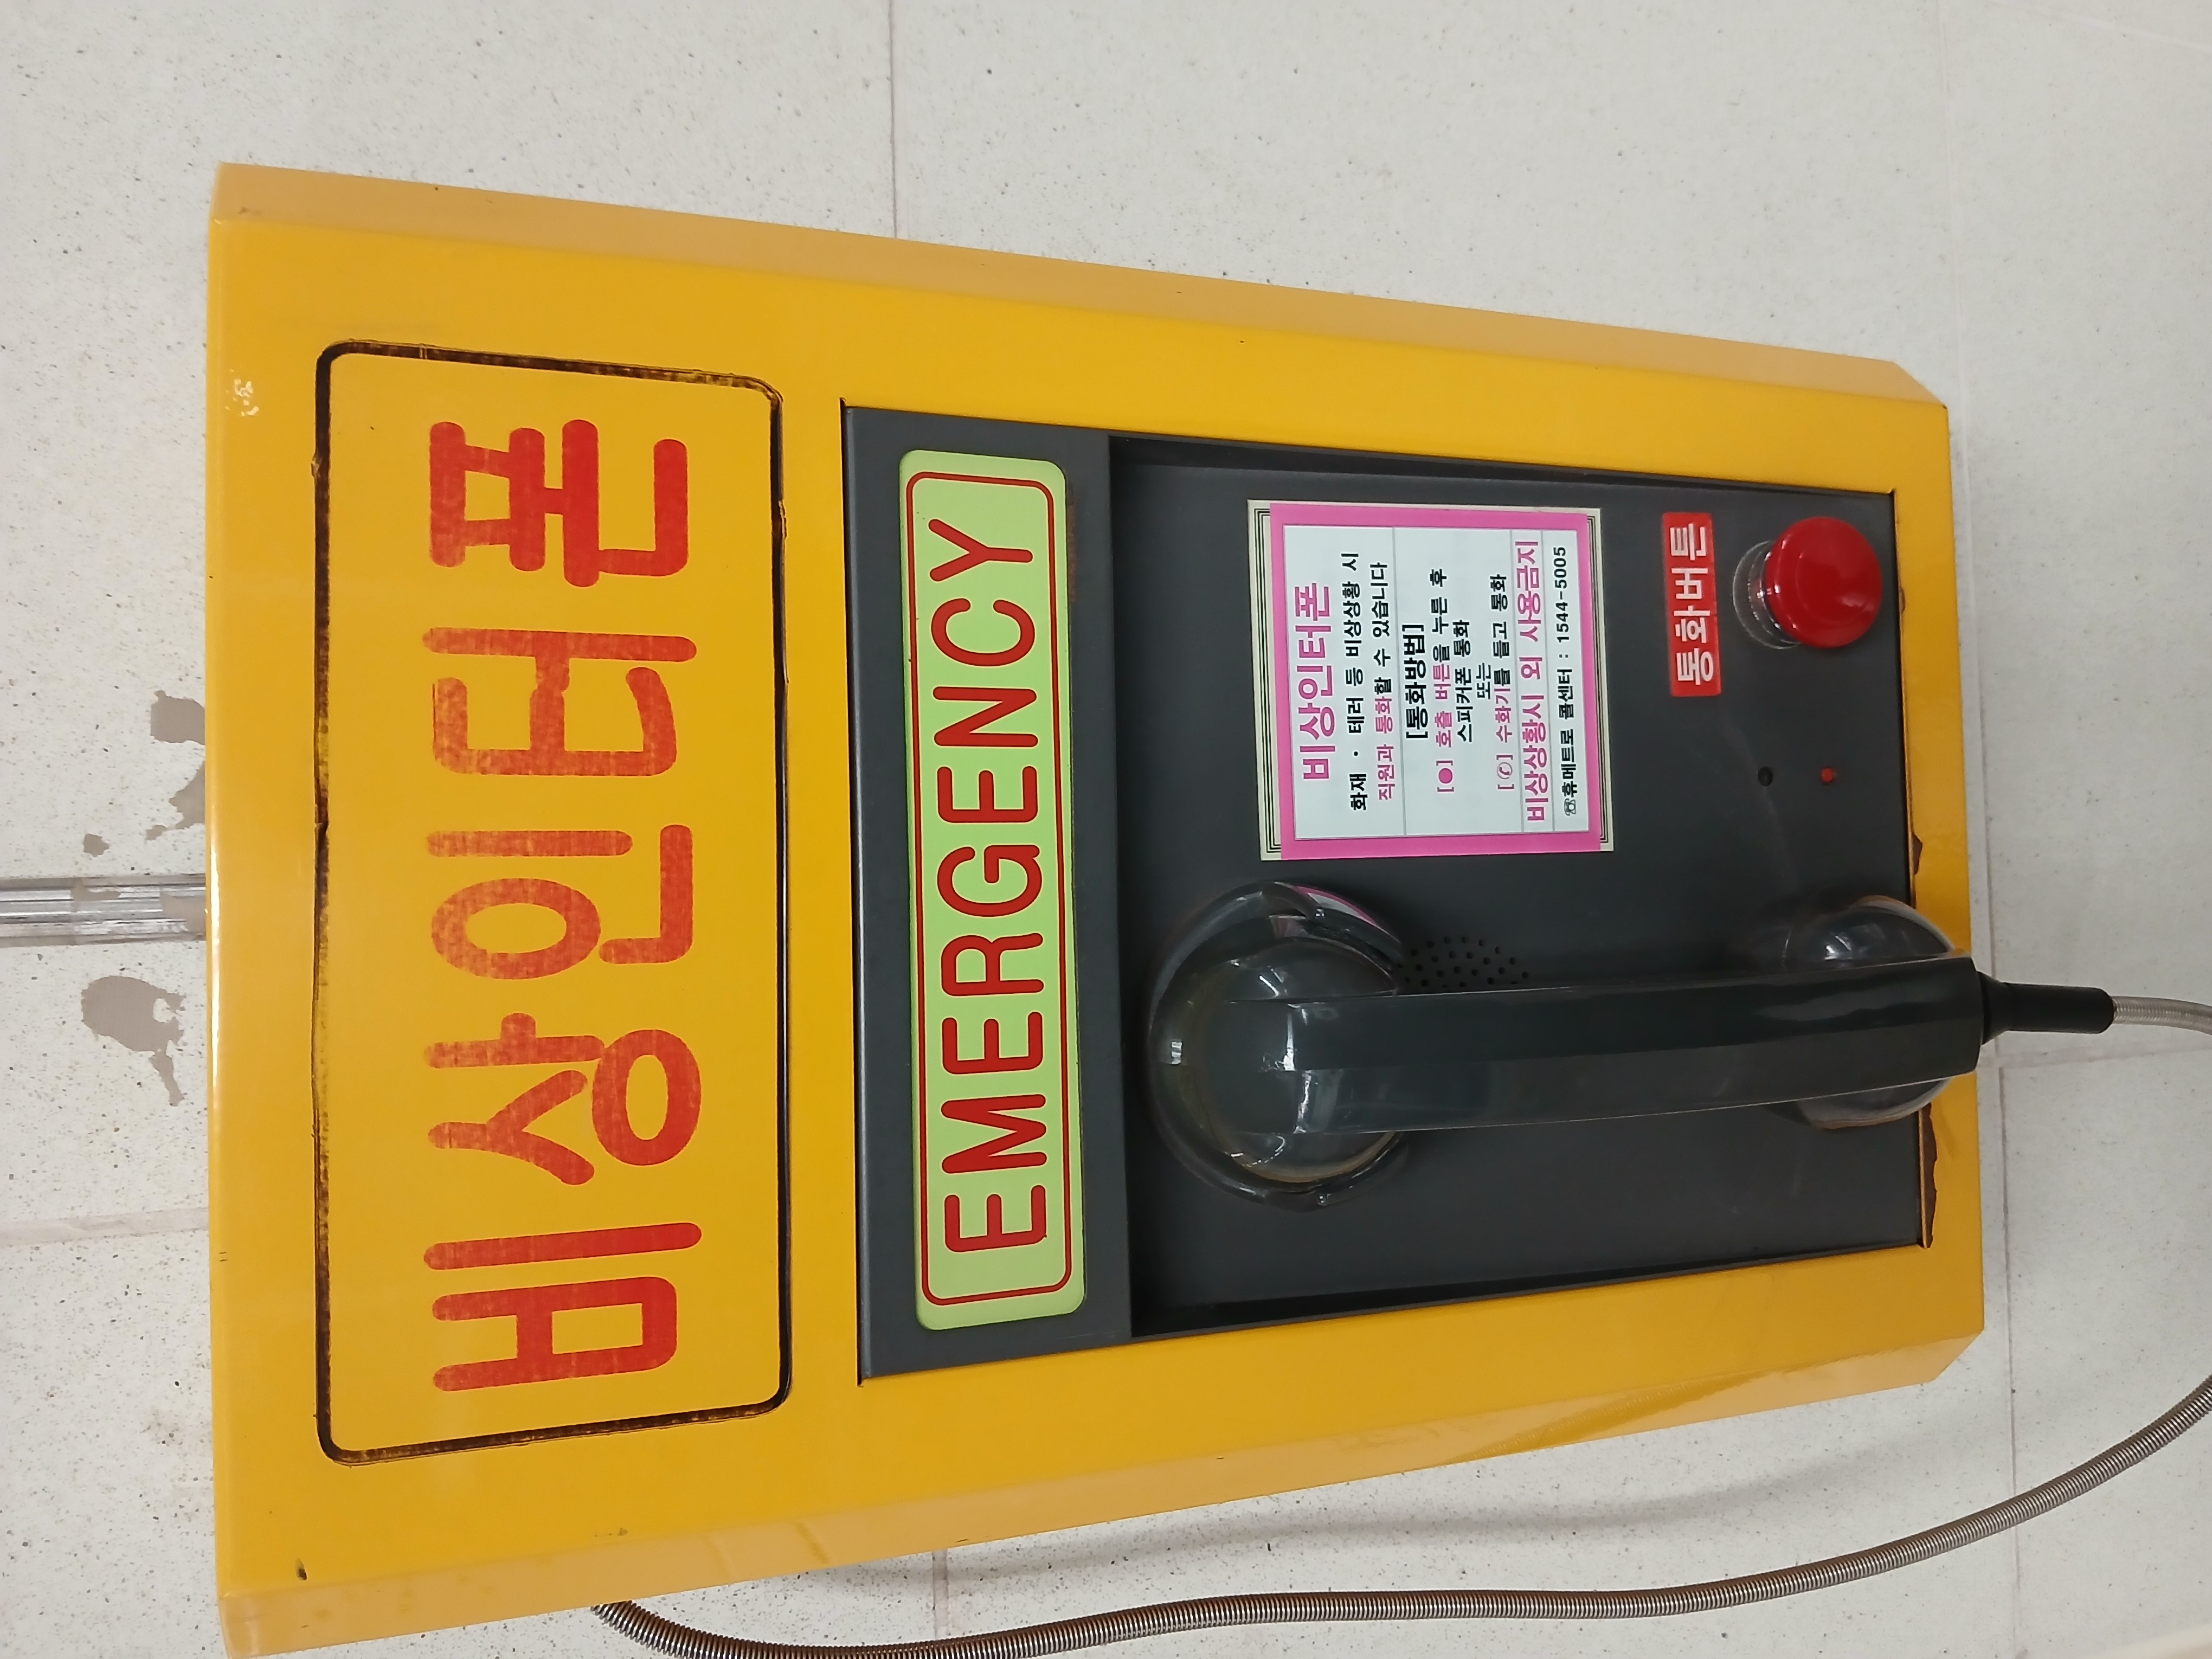 비상인터폰
EMERGENCY
비상인터폰
화재 · 테러 등 비상상황 시
직원과 통화할 수 있습니다
[통화방법]
[●] 호출 버튼을 누른 후
스피커폰 통화
또는
[✆] 수화기를 들고 통화
비상상황시 외 사용금지
☏휴메트로 콜센터 : 1544-5005
통화버튼